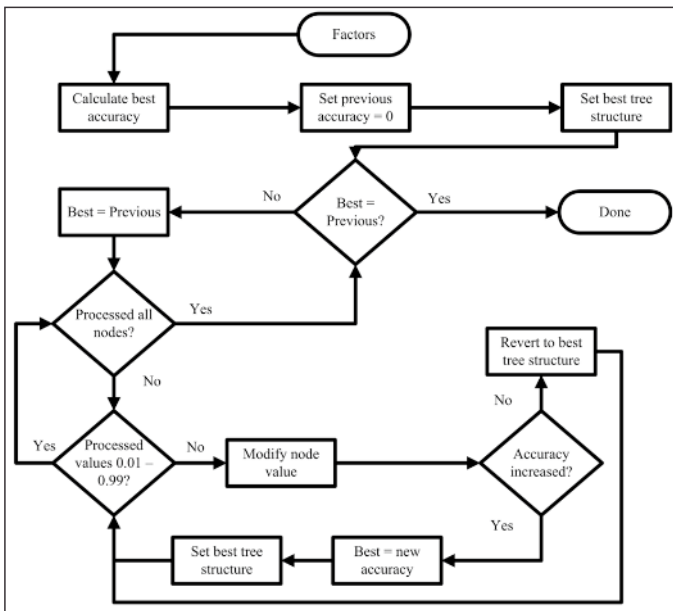 Factors
Calculate best
accuracy
Set previous
accuracy = 0
Set best tree
structure
No
Best = Previous
Best =
Previous?
Yes
Done
Processed all
nodes?
Yes
Revert to best
tree structure
No
No
Yes
Processed
values 0.01 –
0.99?
No
Modify node
value
Accuracy
increased?
Yes
Set best tree
structure
Best = new
accuracy